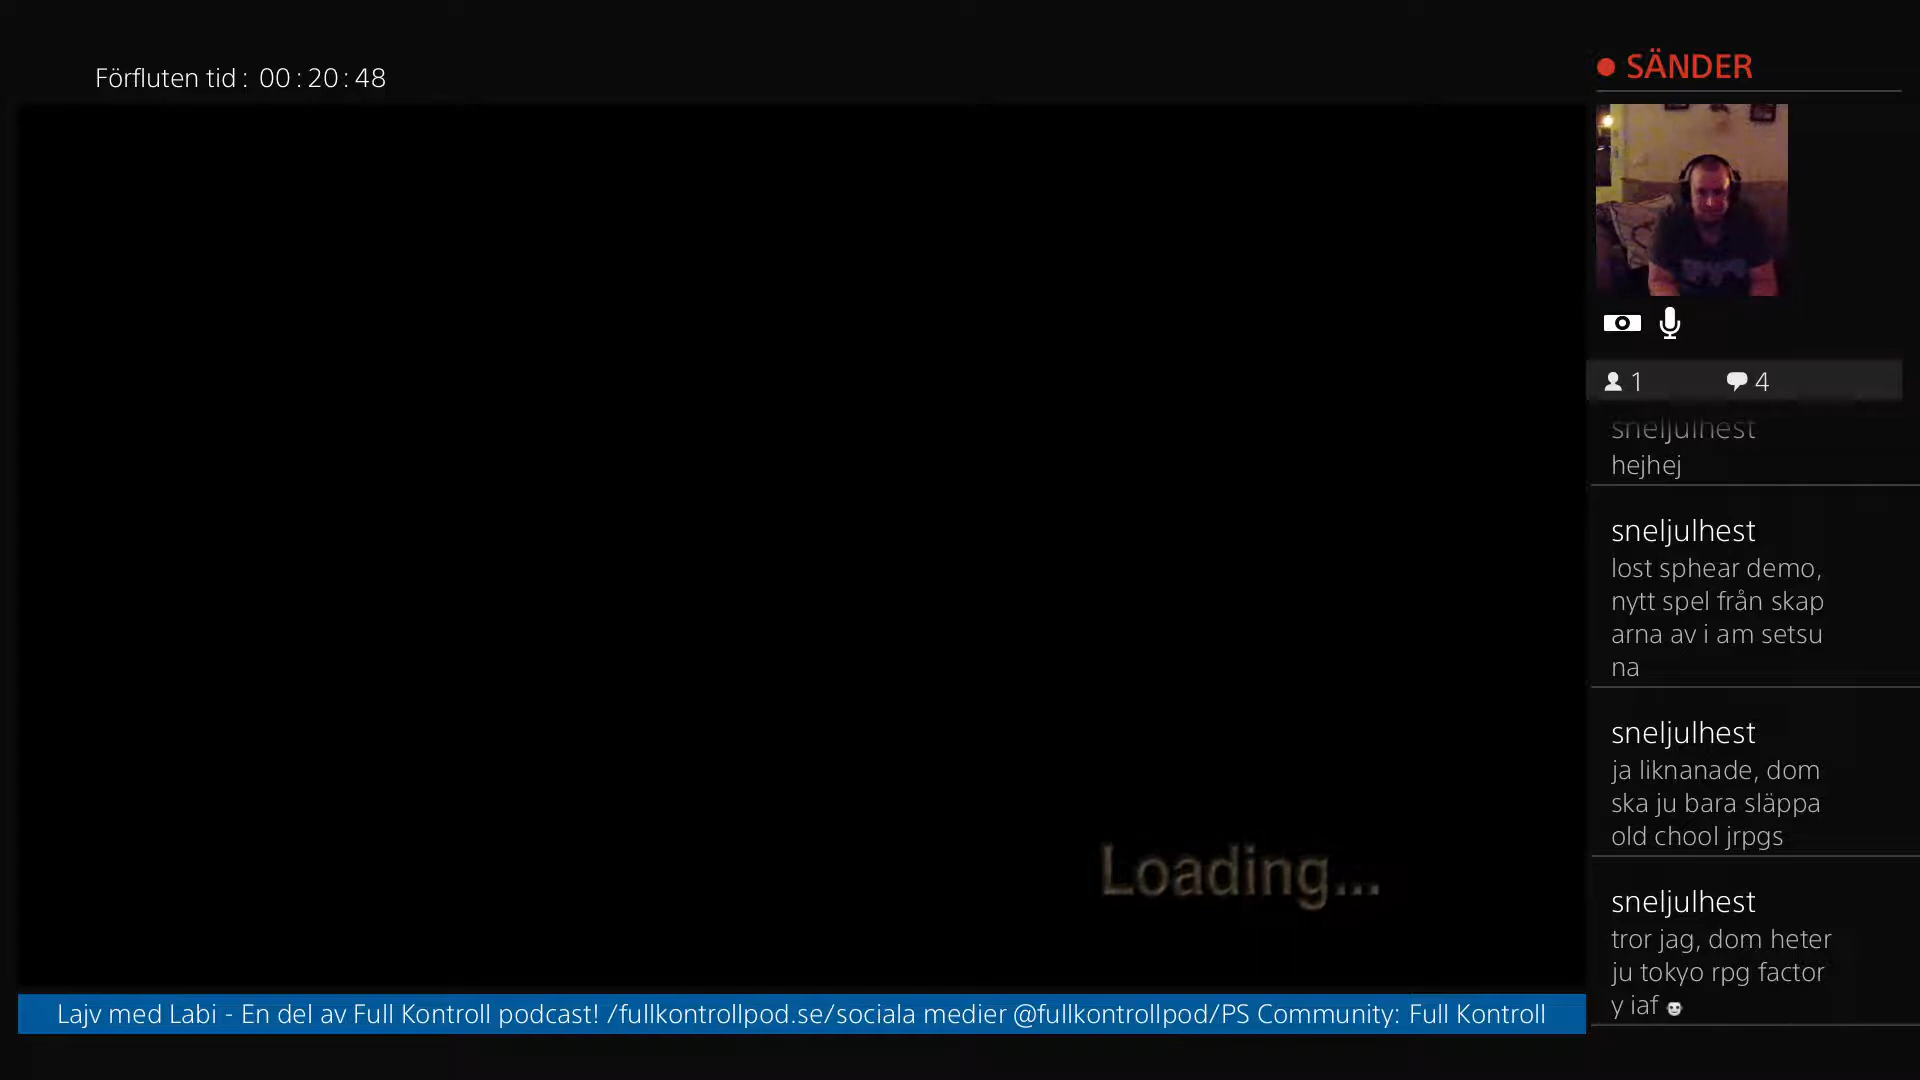 Förfluten tid : 00 : 20 : 48
SÄNDER
1
4
sneljulhest
hejhej
sneljulhest
lost sphear demo,
nytt spel från skap
arna av i am setsu
na
sneljulhest
ja liknanade, dom
ska ju bara släppa
old chool jrpgs
sneljulhest
tror jag, dom heter
ju tokyo rpg factor
y iaf
Loading...
Lajv med Labi - En del av Full Kontroll podcast! /fullkontrollpod.se/sociala medier @fullkontrollpod/PS Community: Full Kontroll